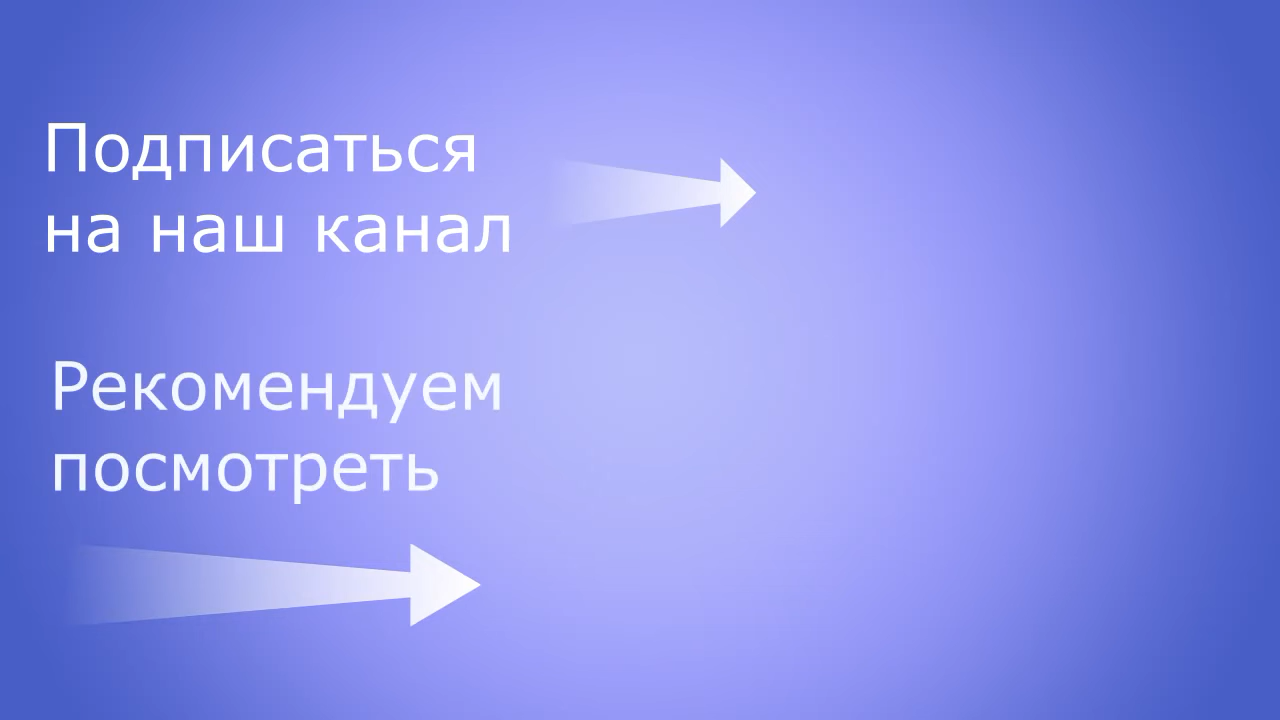 Подписаться
на наш канал
Рекомендуем
посмотреть